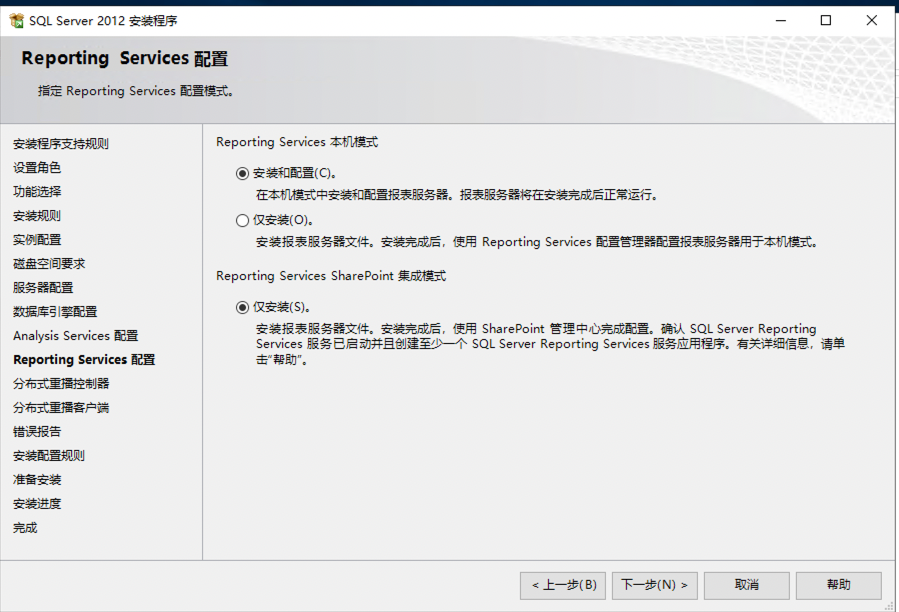 SQL Server 2012 安装程序
Reporting Services 配置
指定 Reporting Services 配置模式。
安装程序支持规则
设置角色
功能选择
安装规则
实例配置
磁盘空间要求
服务器配置
数据库引擎配置
Analysis Services 配置
Reporting Services 配置
分布式重播控制器
分布式重播客户端
错误报告
安装配置规则
准备安装
安装进度
完成
Reporting Services 本机模式
安装和配置(C)。
在本机模式中安装和配置报表服务器。报表服务器将在安装完成后正常运行。
仅安装(O)。
安装报表服务器文件。安装完成后，使用 Reporting Services 配置管理器配置报表服务器用于本机模式。
Reporting Services SharePoint 集成模式
仅安装(S)。
安装报表服务器文件。安装完成后，使用 SharePoint 管理中心完成配置。确认 SQL Server Reporting
Services 服务已启动并且创建至少一个 SQL Server Reporting Services 服务应用程序。有关详细信息，请单
击“帮助”。
< 上一步(B)
下一步(N) >
取消
帮助